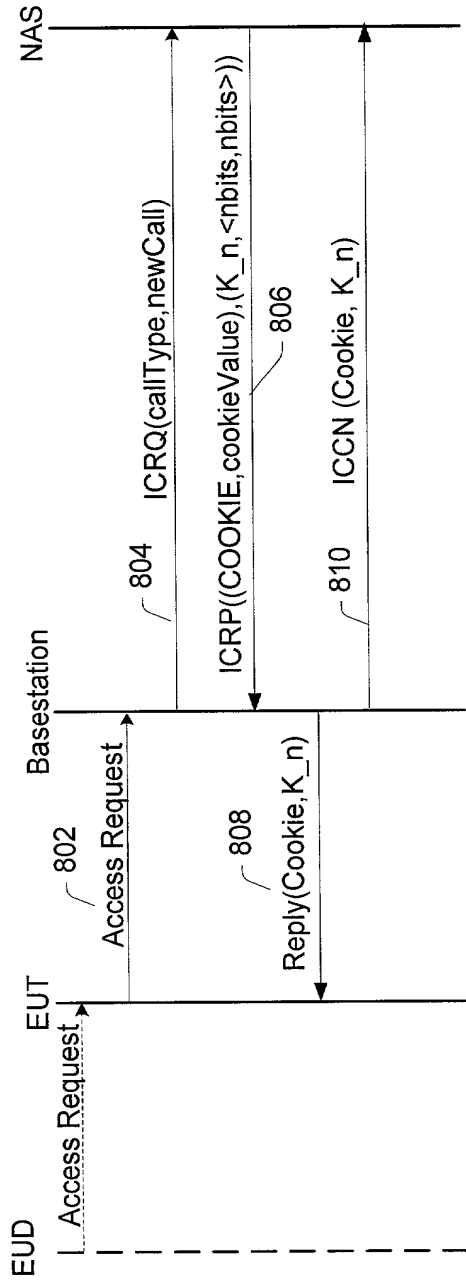 EUD
EUT
Basestation
NAS
Access Request
802
Access Request
804
ICRQ(callType,newCall)
ICRP((COOKIE,cookieValue),(K_n,<nbits,nbits>))
806
808
Reply(Cookie,K_n)
810
ICCN (Cookie, K_n)